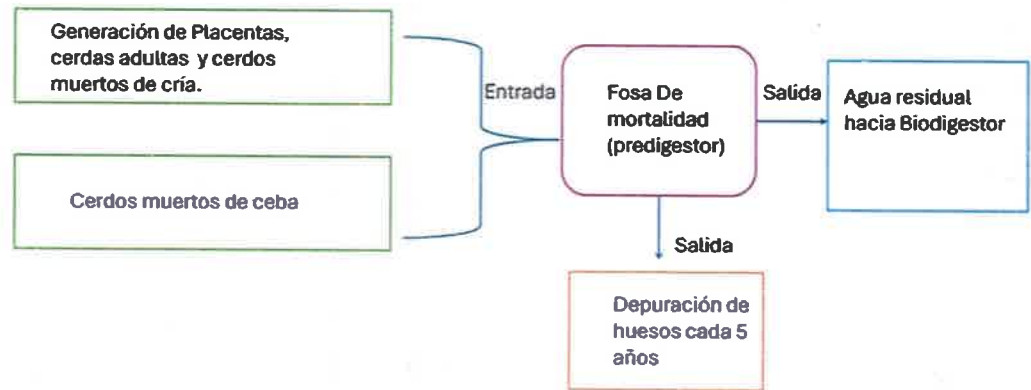 Generación de Placentas,
cerdas adultas y cerdos
muertos de cría.
Cerdos muertos de ceba
Entrada
Fosa De
mortalidad
(predigestor)
Salida
Agua residual
hacia Biodigestor
Salida
Depuración de
huesos cada 5
años